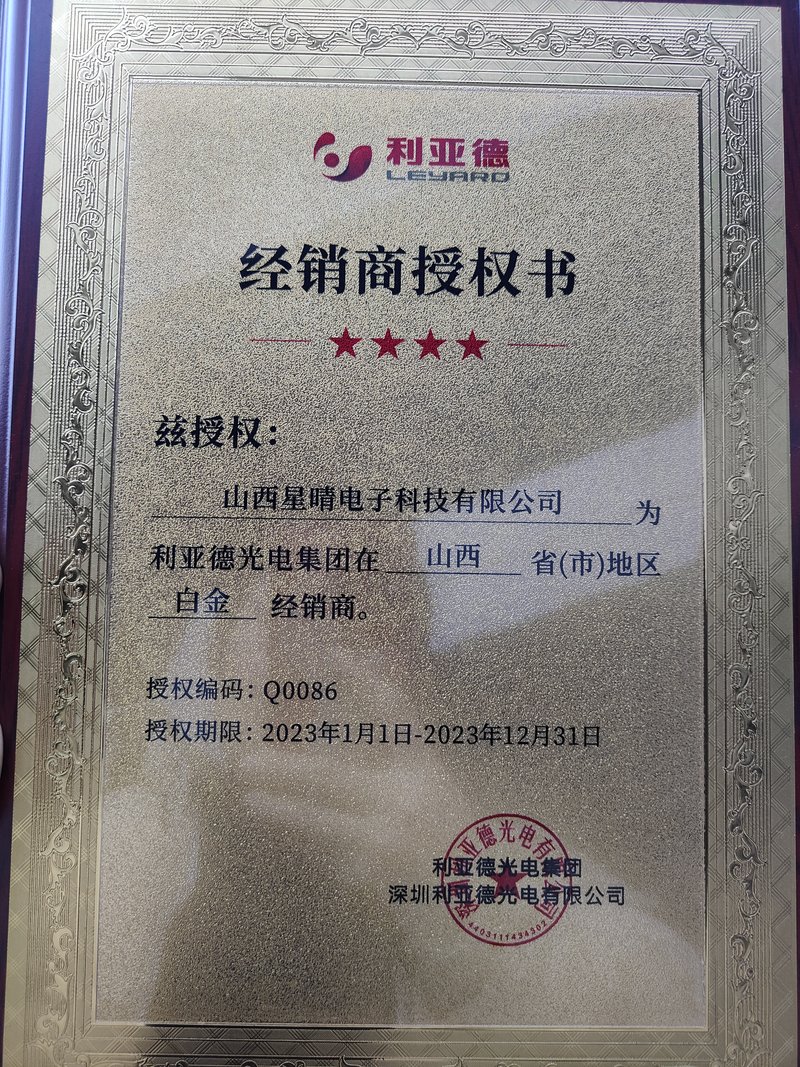 利亚德
LEYARD
经销商授权书
兹授权：
山西星晴电子科技有限公司 为
利亚德光电集团在 山西 省(市)地区
白金 经销商。
授权编码：Q0086
授权期限：2023年1月1日-2023年12月31日
利亚德光电集团
深圳利亚德光电有限公司